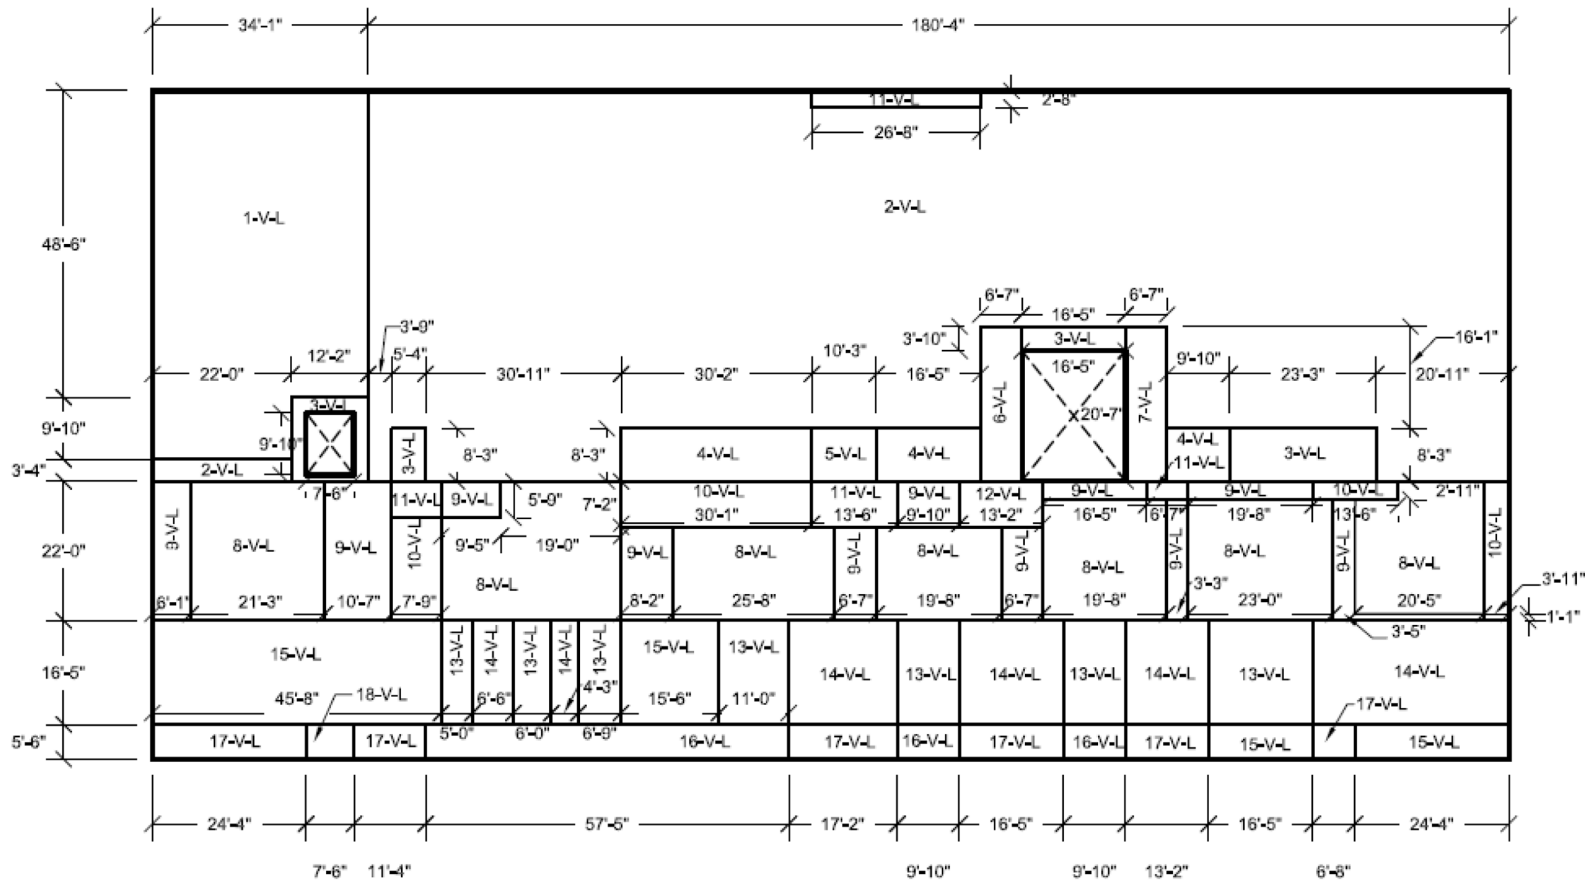 34'-1" 180'-4"
11-V-L 2'-8"
26'-8"
1-V-L 2-V-L
48'-6"
6'-7" 16'-5" 6'-7"
3'-9" 3'-10" 3-V-L 16'-1"
12'-2" 5'-4" 10'-3" 16'-5" 9'-10"
22'-0" 30'-11" 30'-2" 16'-5" 23'-3" 20'-11"
3-V-L 6-V-L 20'-7" 7-V-L
9'-10" 9'-10" 3-V-L 8'-3" 8'-3" 4-V-L 5-V-L 4-V-L 4-V-L 3-V-L 8'-3"
3'-4" 2-V-L 11-V-L
7'-6" 11-V-L 9-V-L 5'-9" 7'-2" 10-V-L 11-V-L 9-V-L 12-V-L 9-V-L 9-V-L 10-V-L 2'-11"
30'-1" 13'-6" 9'-10" 13'-2" 16'-5" 6'-7" 19'-8" 13'-6"
22'-0" 9-V-L 8-V-L 9-V-L 10-V-L 9'-5" 19'-0" 9-V-L 8-V-L 9-V-L 8-V-L 9-V-L 8-V-L 9-V-L 8-V-L 9-V-L 8-V-L 10-V-L
8-V-L 3'-3" 3'-11"
6'-1" 21'-3" 10'-7" 7'-9" 8'-2" 25'-8" 6'-7" 19'-8" 6'-7" 19'-8" 23'-0" 20'-5" 1'-1"
3'-5"
15-V-L 13-V-L 14-V-L 13-V-L 14-V-L 13-V-L 15-V-L 13-V-L
16'-5" 14-V-L 13-V-L 14-V-L 13-V-L 14-V-L 13-V-L 14-V-L
45'-8" 18-V-L 6'-6" 4'-3" 15'-6" 11'-0" 17-V-L
5'-6" 17-V-L 17-V-L 5'-0" 6'-0" 6'-9" 16-V-L 17-V-L 16-V-L 17-V-L 16-V-L 17-V-L 15-V-L 15-V-L
24'-4" 57'-5" 17'-2" 16'-5" 16'-5" 24'-4"
7'-6" 11'-4" 9'-10" 9'-10" 13'-2" 6'-8"